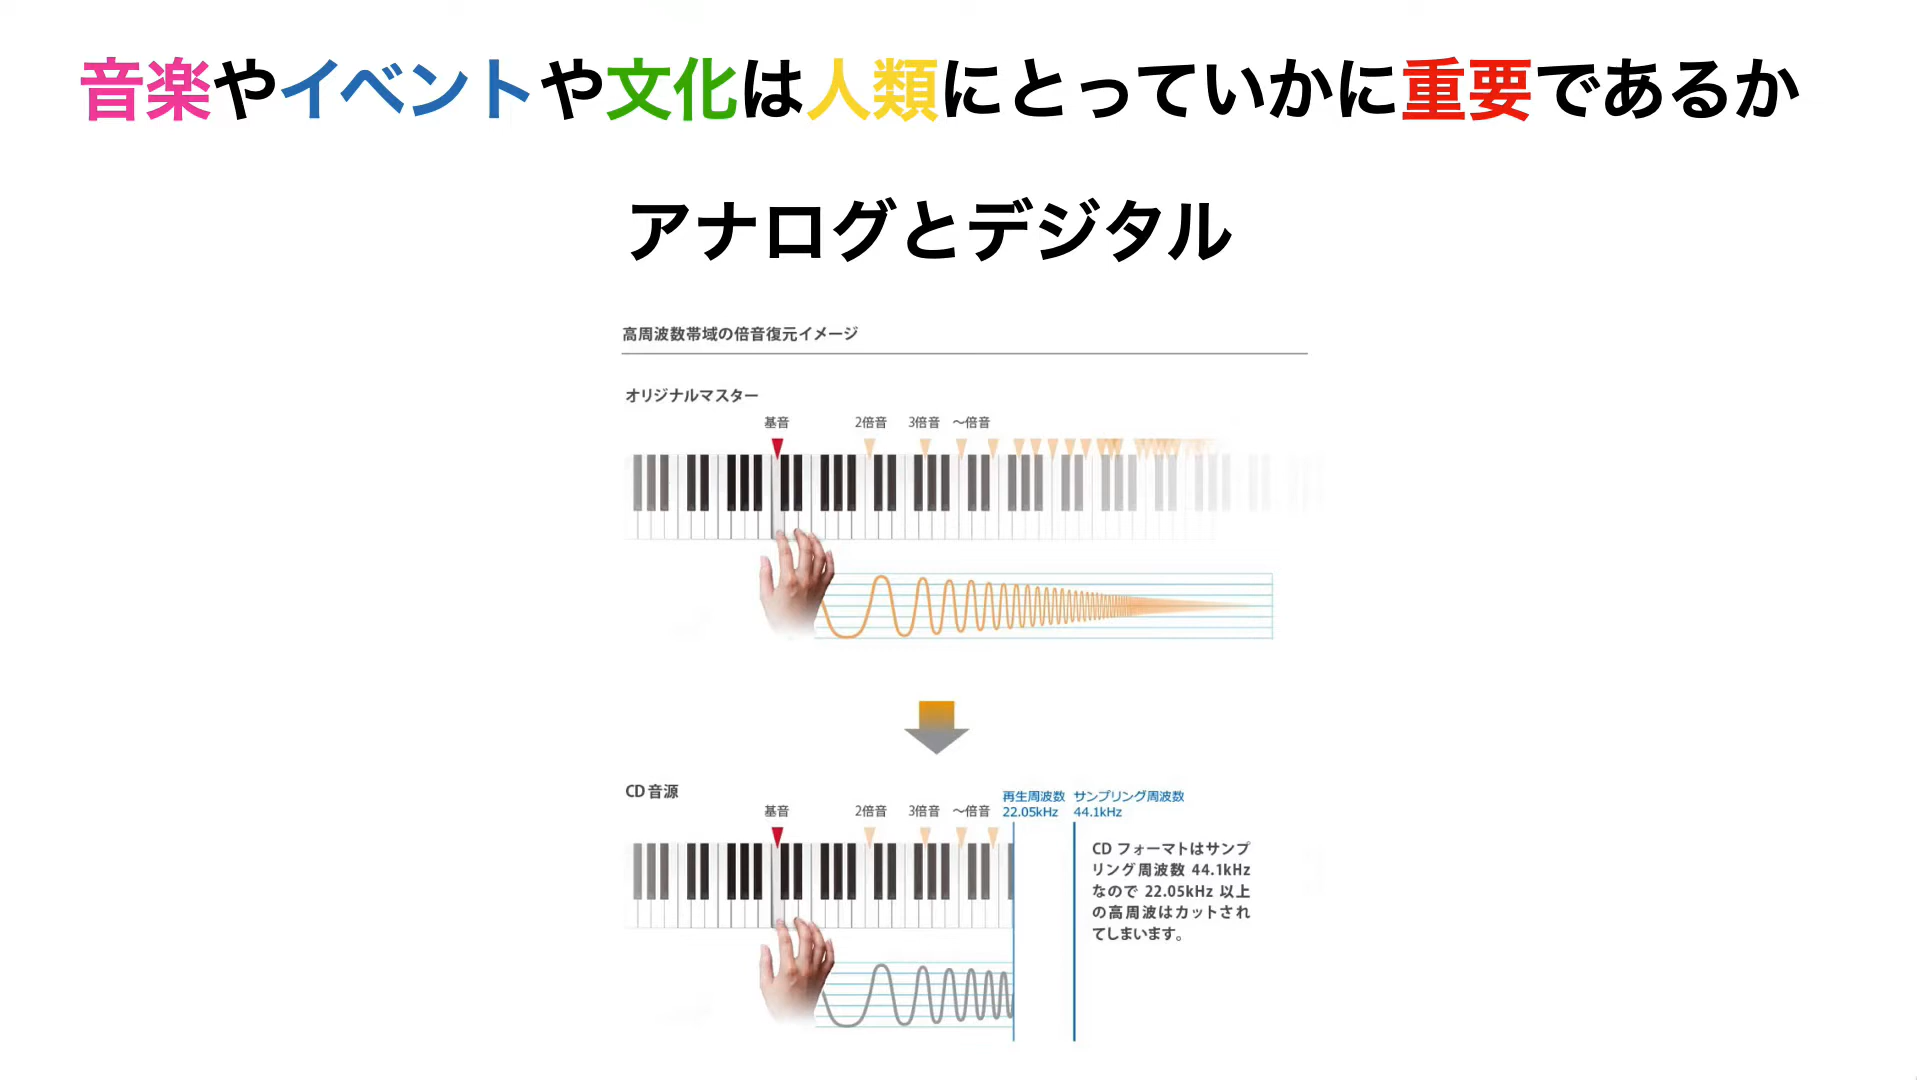 音楽やイベントや文化は人類にとっていかに重要であるか
アナログとデジタル
高周波数帯域の倍音復元イメージ
オリジナルマスター
基音 2倍音 3倍音 〜倍音
CD音源
基音 2倍音 3倍音 〜倍音
再生周波数
22.05kHz
サンプリング周波数
44.1kHz
CD フォーマトはサンプ
リング周波数 44.1kHz
なので 22.05kHz 以上
の高周波はカットされ
てしまいます。